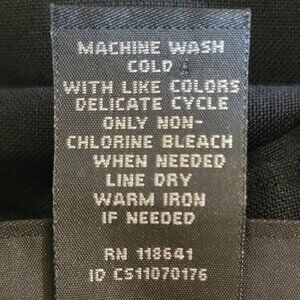 MACHINE WASH
COLD
WITH LIKE COLORS
DELICATE CYCLE
ONLY NON-
CHLORINE BLEACH
WHEN NEEDED
LINE DRY
WARM IRON
IF NEEDED
RN 118641
ID CS11070176